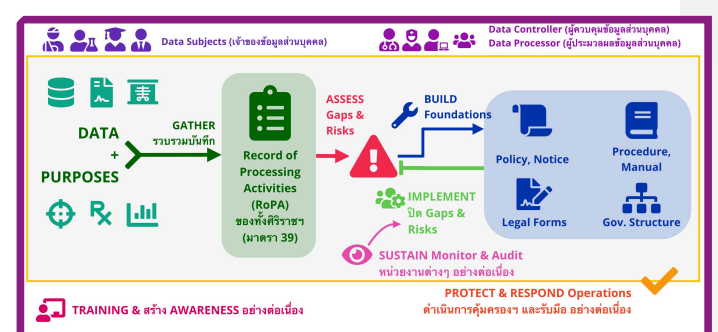 Data Subjects (เจ้าของข้อมูลส่วนบุคคล)
Data Controller (ผู้ควบคุมข้อมูลส่วนบุคคล)
Data Processor (ผู้ประมวลผลข้อมูลส่วนบุคคล)
DATA
+
PURPOSES
GATHER
รวบรวมบันทึก
Record of
Processing
Activities
(RoPA)
ของทั้งศิริราชฯ
(มาตรา 39)
ASSESS
Gaps &
Risks
BUILD
Foundations
Policy, Notice
Procedure,
Manual
Legal Forms
Gov. Structure
IMPLEMENT
ปิด Gaps &
Risks
SUSTAIN Monitor & Audit
หน่วยงานต่างๆ อย่างต่อเนื่อง
PROTECT & RESPOND Operations
ดำเนินการคุ้มครองฯ และรับมือ อย่างต่อเนื่อง
TRAINING & สร้าง AWARENESS อย่างต่อเนื่อง